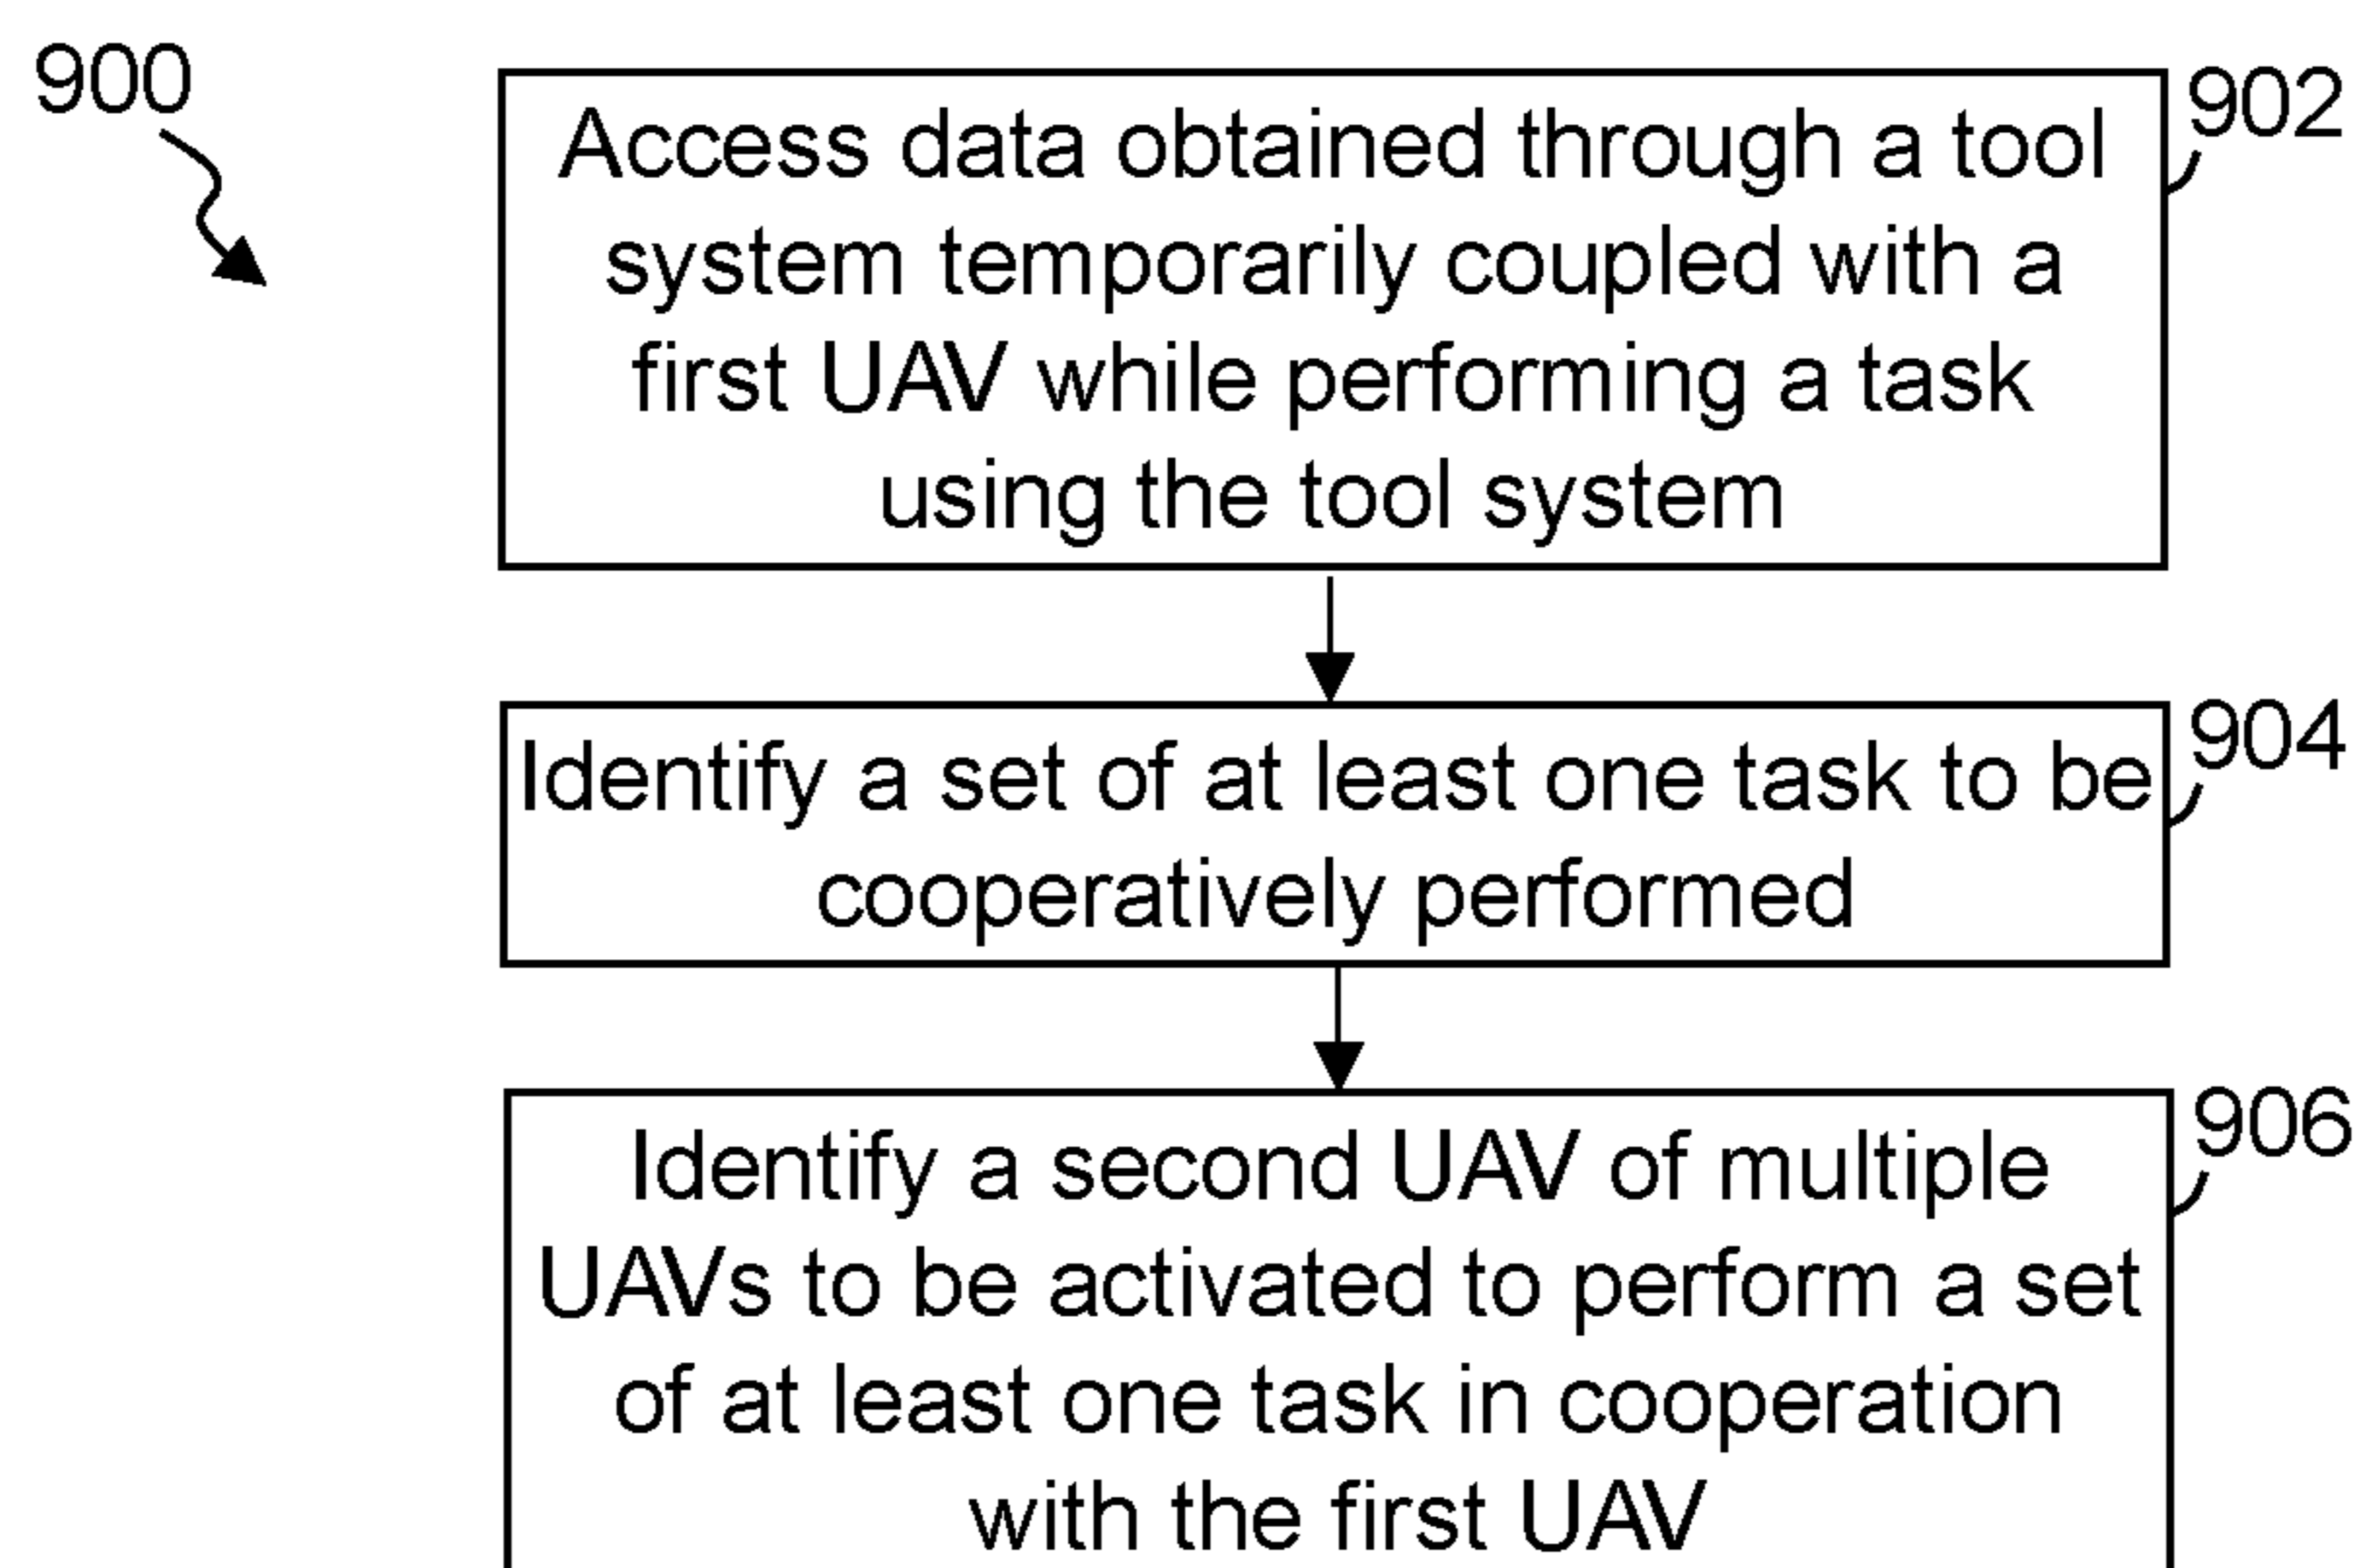 900
902
Access data obtained through a tool
system temporarily coupled with a
first UAV while performing a task
using the tool system
904
Identify a set of at least one task to be
cooperatively performed
906
Identify a second UAV of multiple
UAVs to be activated to perform a set
of at least one task in cooperation
with the first UAV